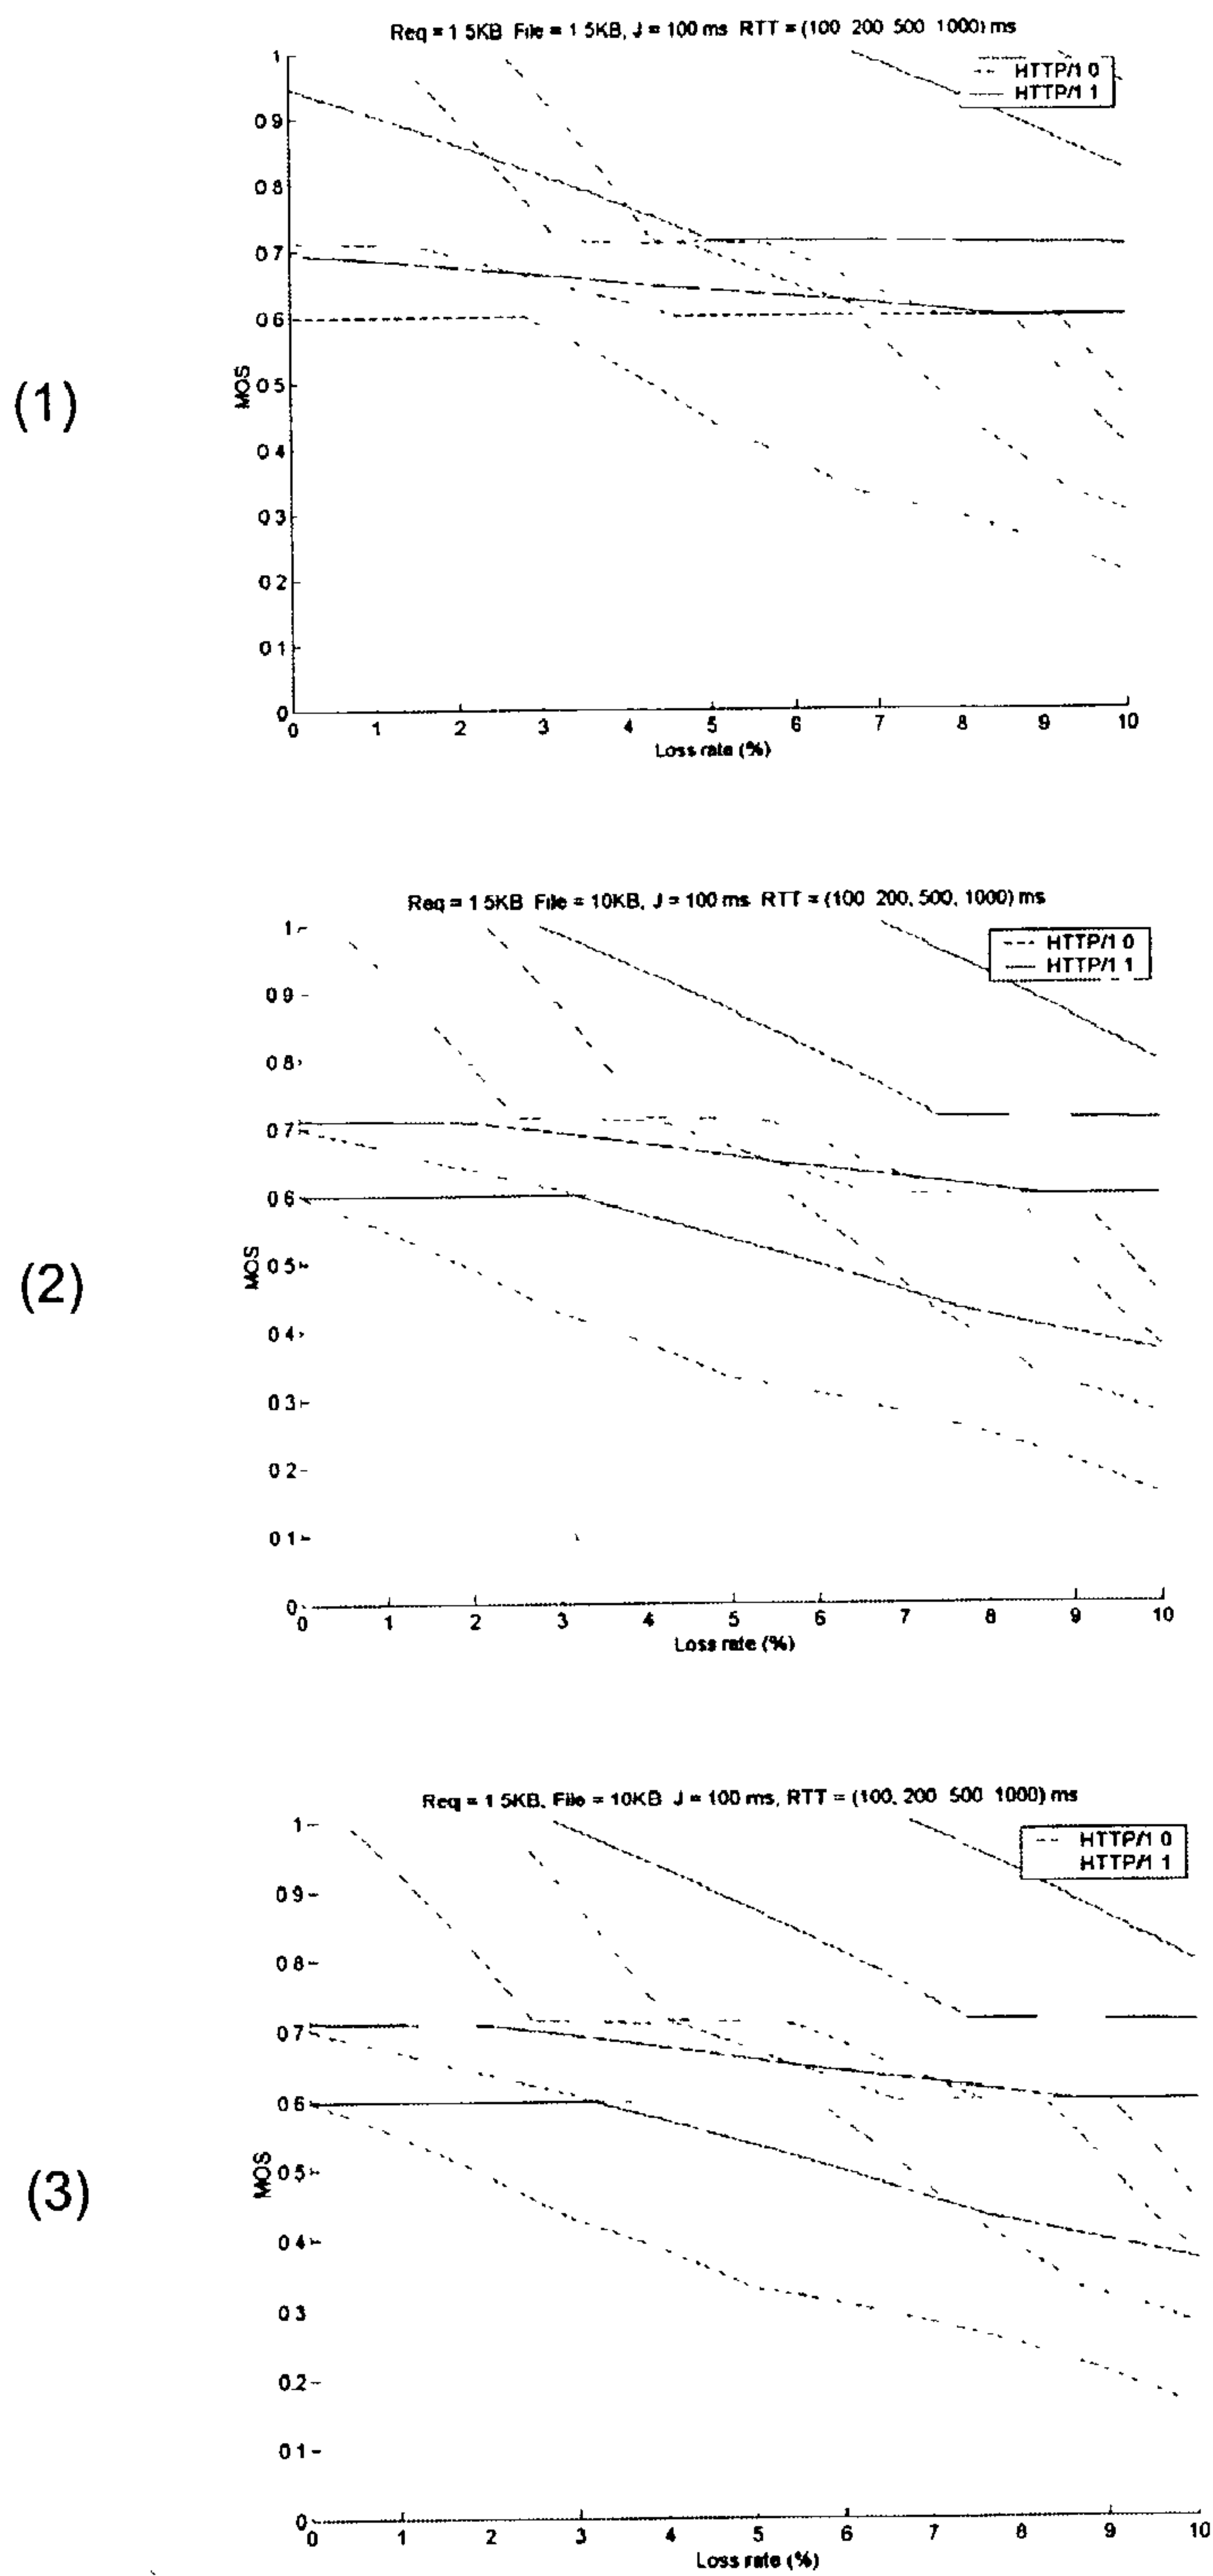 (1)
Req = 1 5KB File = 1 5KB, J = 100 ms RTT = (100 200 500 1000) ms
HTTP/1 0
HTTP/1 1
1
0 9
0 8
0 7
0 6
0 5
0 4
0 3
0 2
0 1
0
MOS
0 1 2 3 4 5 6 7 8 9 10
Loss rate (%)
(2)
Req = 1 5KB File = 10KB, J = 100 ms RTT = (100 200, 500, 1000) ms
HTTP/1 0
HTTP/1 1
1
0 9
0 8
0 7
0 6
0 5
0 4
0 3
0 2
0 1
0
MOS
0 1 2 3 4 5 6 7 8 9 10
Loss rate (%)
(3)
Req = 1 5KB, File = 10KB J = 100 ms, RTT = (100, 200 500 1000) ms
HTTP/1 0
HTTP/1 1
1
0 9
0 8
0 7
0 6
0 5
0 4
0 3
0 2
0 1
0
MOS
0 1 2 3 4 5 6 7 8 9 10
Loss rate (%)